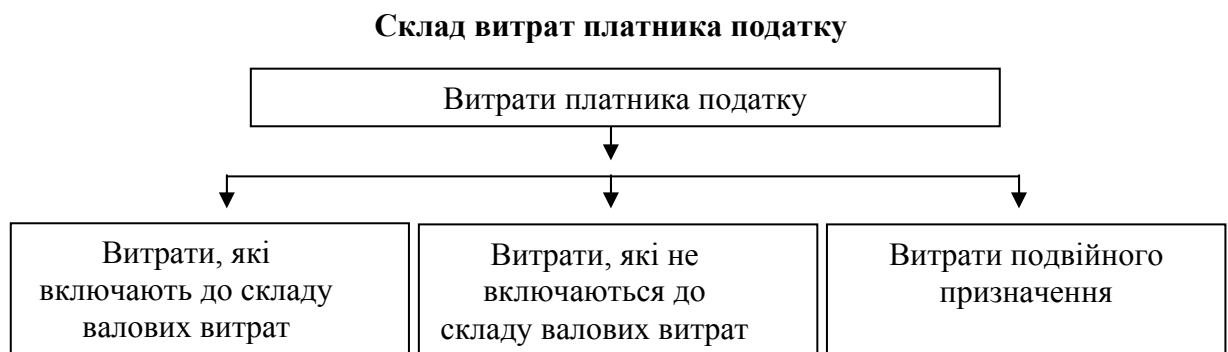 Склад витрат платника податку
Витрати платника податку
Витрати, які
включають до складу
валових витрат
Витрати, які не
включаються до
складу валових витрат
Витрати подвійного
призначення